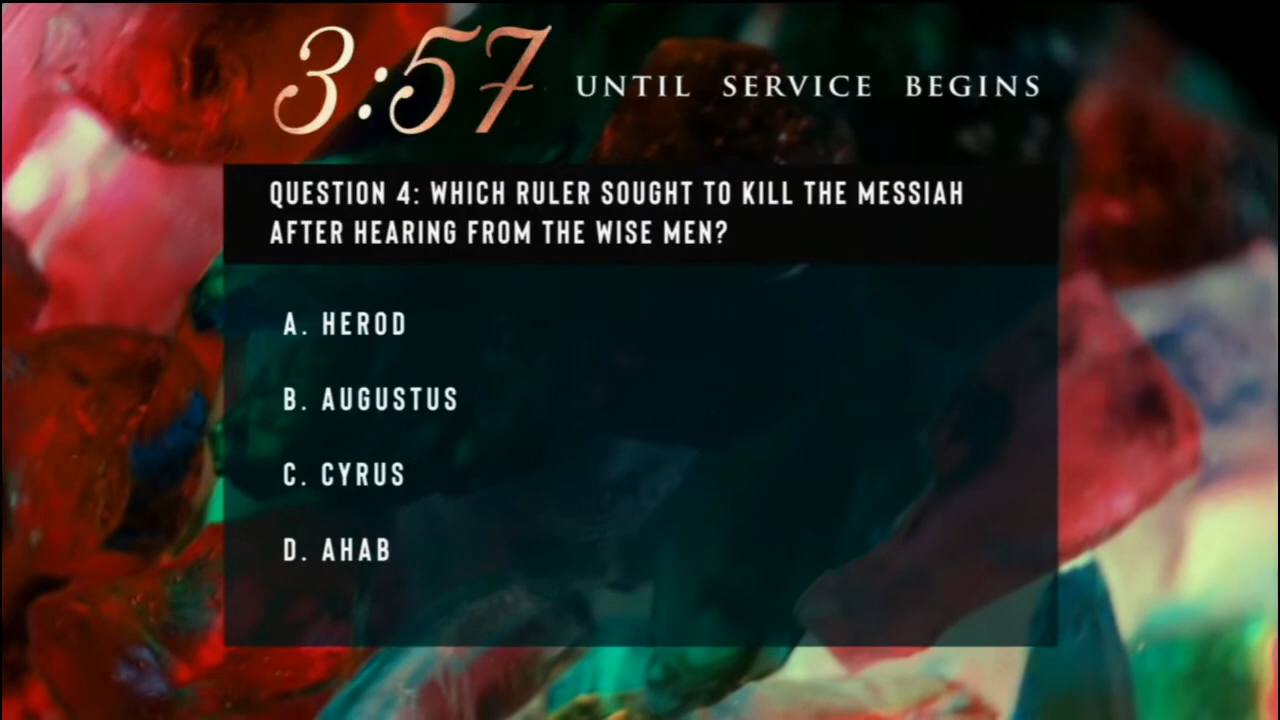 3:57 UNTIL SERVICE BEGINS
QUESTION 4: WHICH RULER SOUGHT TO KILL THE MESSIAH
AFTER HEARING FROM THE WISE MEN?
A. HEROD
B. AUGUSTUS
C. CYRUS
D. AHAB